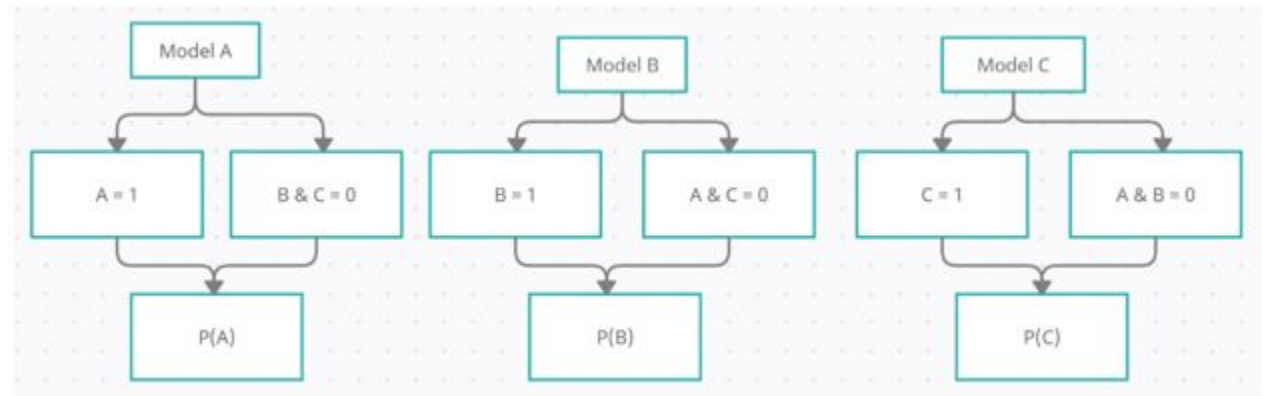 Model A
Model B
Model C
A = 1
B & C = 0
B = 1
A & C = 0
C = 1
A & B = 0
P(A)
P(B)
P(C)